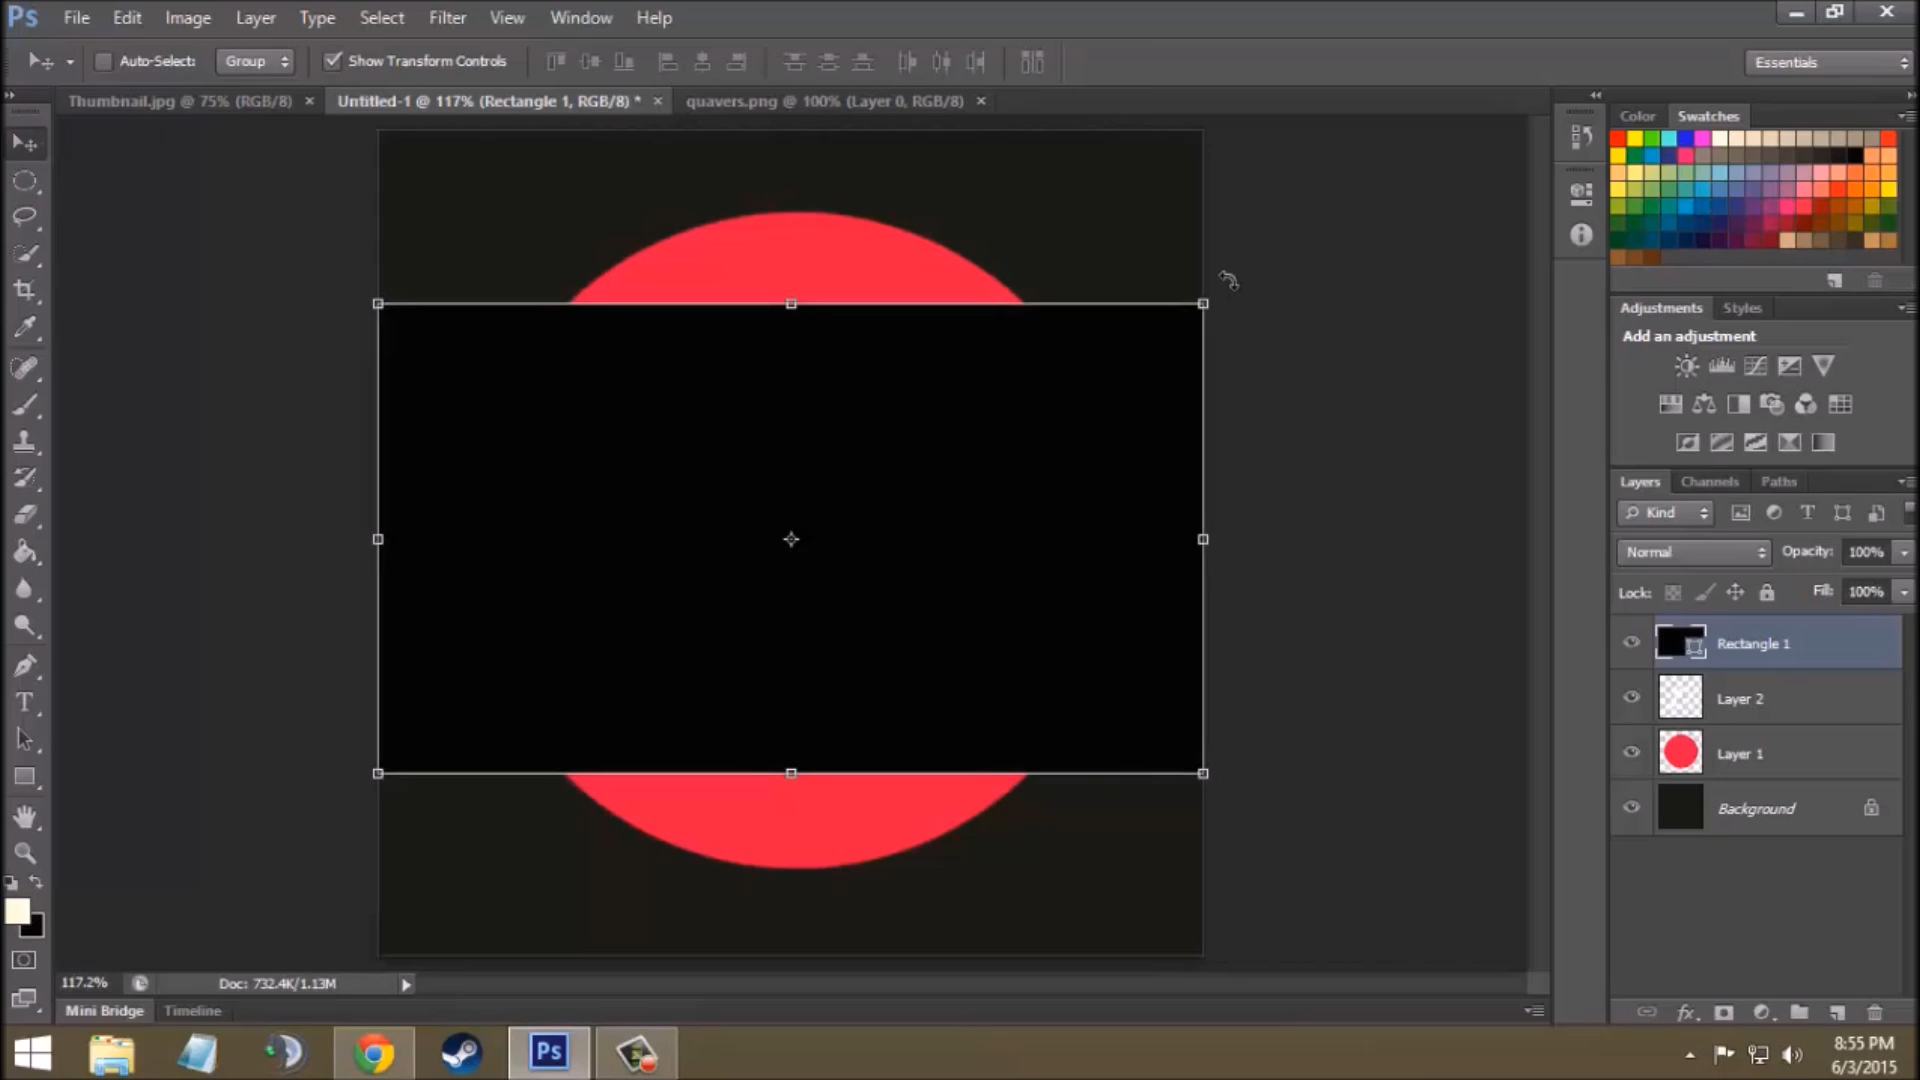 Ps File Edit Image Layer Type Select Filter View Window Help
Auto-Select: Group Show Transform Controls Essentials
Thumbnail.jpg @ 75% (RGB/8) × Untitled-1 @ 117% (Rectangle 1, RGB/8) * × quavers.png @ 100% (Layer 0, RGB/8) ×
Color Swatches
Adjustments Styles
Add an adjustment
Layers Channels Paths
Kind
Normal Opacity: 100%
Lock: Fill: 100%
Rectangle 1
Layer 2
Layer 1
Background
117.2% Doc: 732.4K/1.13M
Mini Bridge Timeline
Ps
8:55 PM
6/3/2015